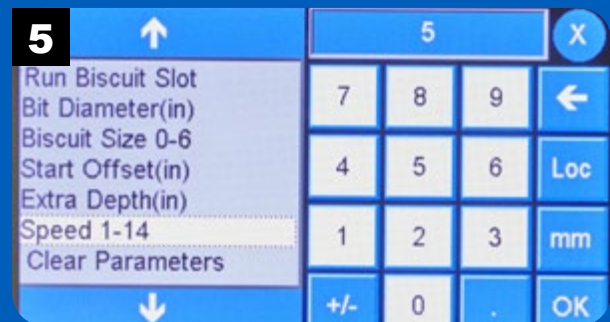 5
Run Biscuit Slot
Bit Diameter(in)
Biscuit Size 0-6
Start Offset(in)
Extra Depth(in)
Speed 1-14
Clear Parameters
5
X
7 8 9
4 5 6 Loc
1 2 3 mm
+/- 0 . OK